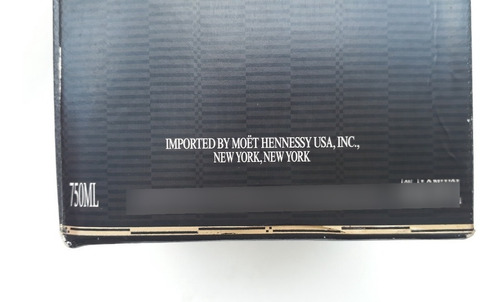 IMPORTED BY MOËT HENNESSY USA, INC.,
NEW YORK, NEW YORK
750ML